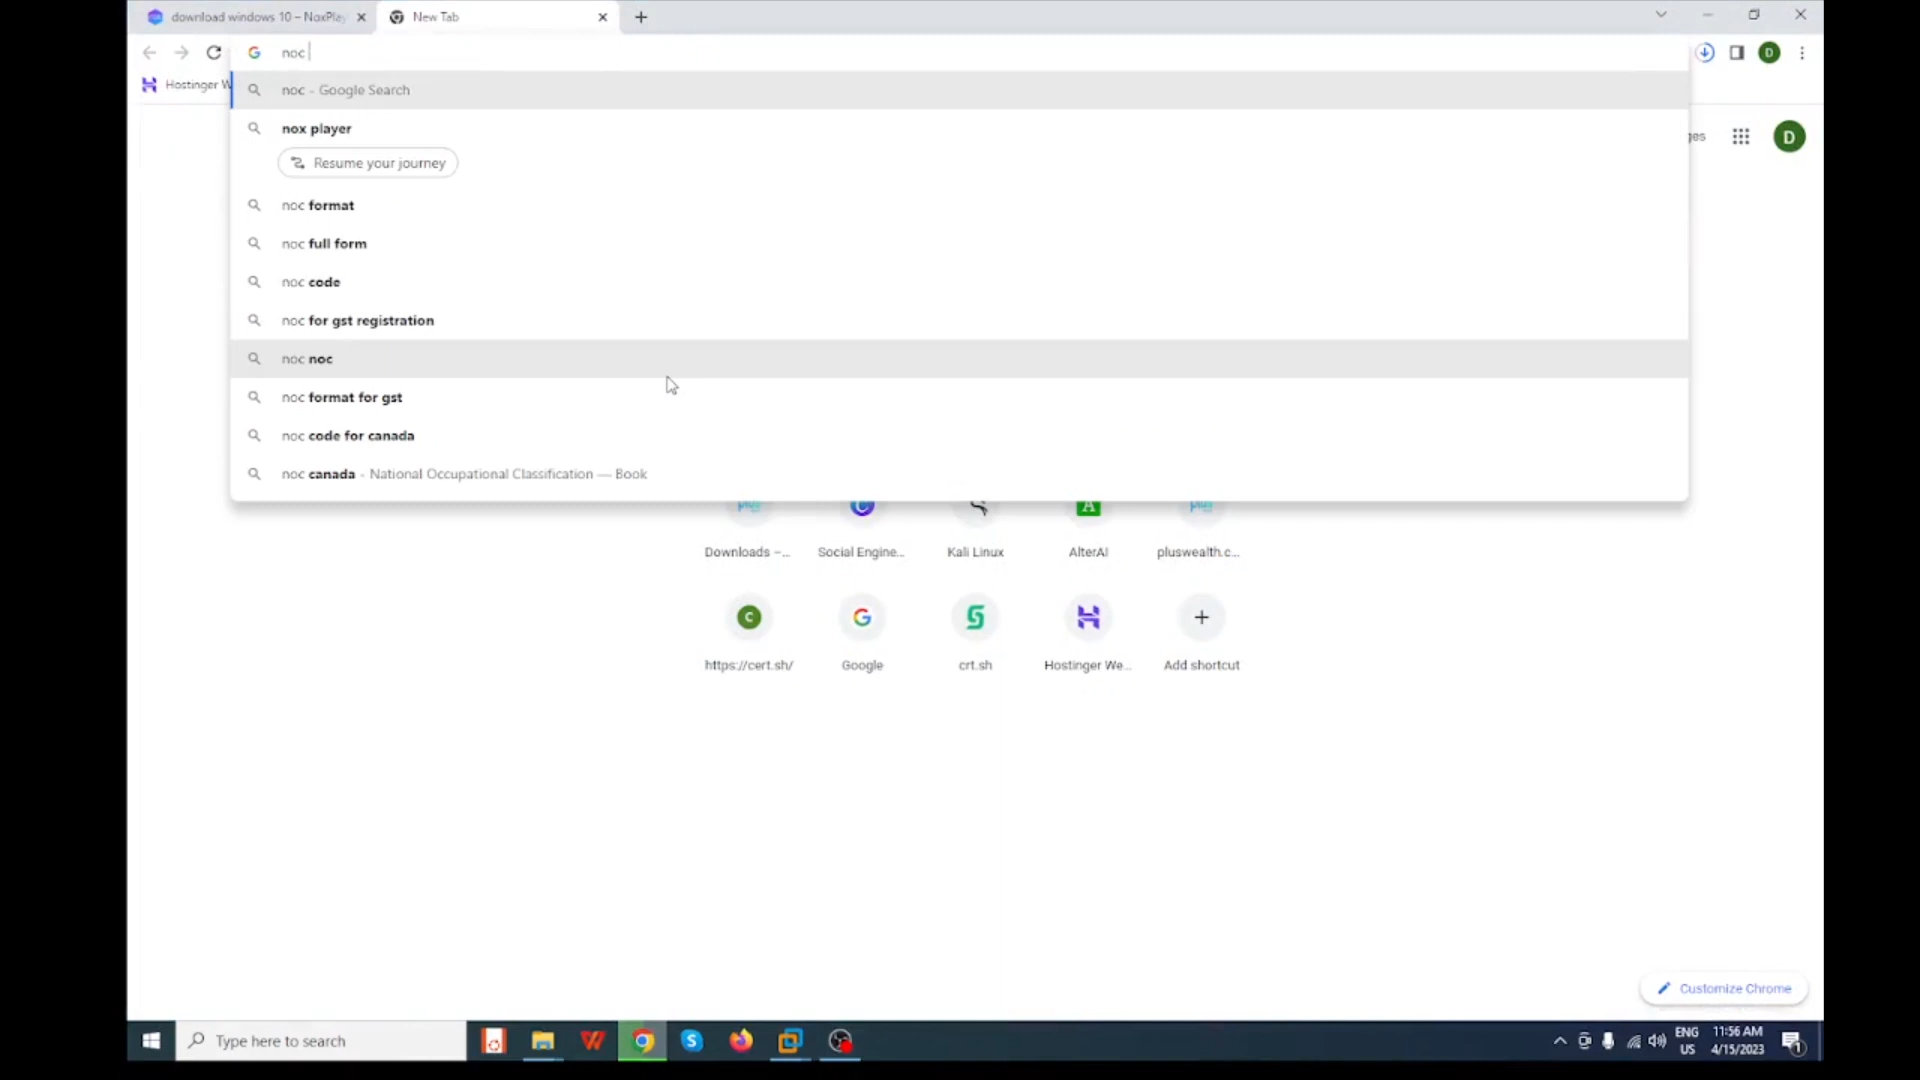 download windows 10 – NoxPlay
New Tab
noc
D
Hostinger W
noc - Google Search
nox player
Resume your journey
noc format
noc full form
noc code
noc for gst registration
noc noc
noc format for gst
noc code for canada
noc canada - National Occupational Classification — Book
ges
D
Downloads –...
Social Engine...
Kali Linux
AlterAI
pluswealth.c...
C
https://cert.sh/
Google
crt.sh
Hostinger We...
Add shortcut
Customize Chrome
Type here to search
ENG
US
11:56 AM
4/15/2023
1